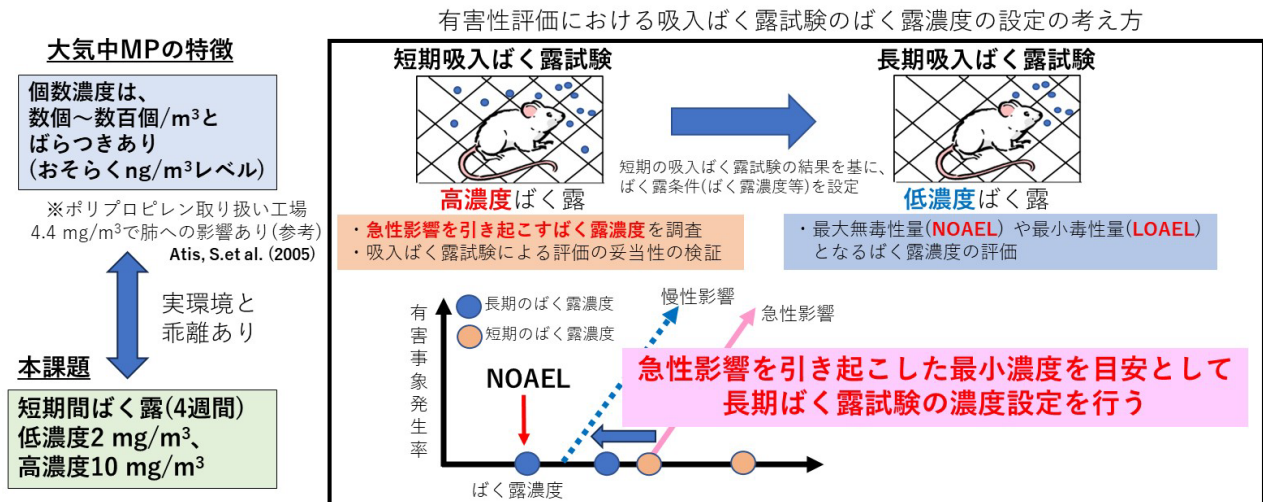 有害性評価における吸入ばく露試験のばく露濃度の設定の考え方
大気中MPの特徴
個数濃度は、
数個～数百個/m³と
ばらつきあり
(おそらくng/m³レベル)
※ポリプロピレン取り扱い工場
4.4 mg/m³で肺への影響あり(参考)
Atis, S.et al. (2005)
実環境と
乖離あり
本課題
短期間ばく露(4週間)
低濃度2 mg/m³、
高濃度10 mg/m³
短期吸入ばく露試験
高濃度ばく露
・急性影響を引き起こすばく露濃度を調査
・吸入ばく露試験による評価の妥当性の検証
短期の吸入ばく露試験の結果を基に、
ばく露条件(ばく露濃度等)を設定
長期吸入ばく露試験
低濃度ばく露
・最大無毒性量(NOAEL) や最小毒性量(LOAEL)
となるばく露濃度の評価
有害事象発生率
長期のばく露濃度
短期のばく露濃度
慢性影響
急性影響
NOAEL
急性影響を引き起こした最小濃度を目安として
長期ばく露試験の濃度設定を行う
ばく露濃度